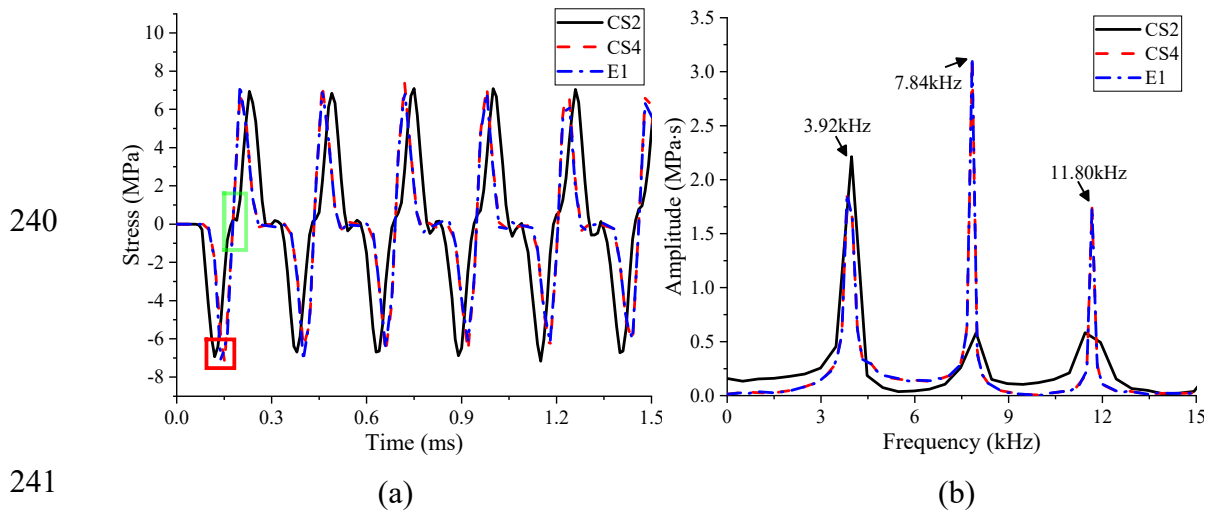 CS2
CS4
E1
10
8
6
4
2
0
-2
-4
-6
-8
Stress (MPa)
0.0 0.3 0.6 0.9 1.2 1.5
Time (ms)
CS2
CS4
E1
3.92kHz
7.84kHz
11.80kHz
3.5
3.0
2.5
2.0
1.5
1.0
0.5
0.0
Amplitude (MPa·s)
0 3 6 9 12 15
Frequency (kHz)
240
241
(a)
(b)